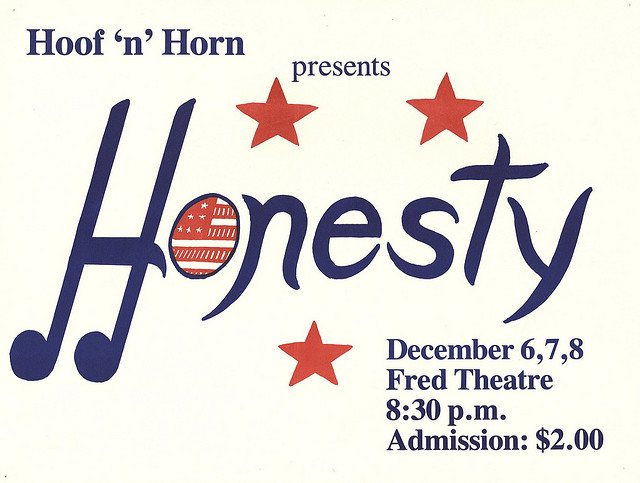 Hoof ‘n’ Horn
presents
Honesty
December 6,7,8
Fred Theatre
8:30 p.m.
Admission: $2.00